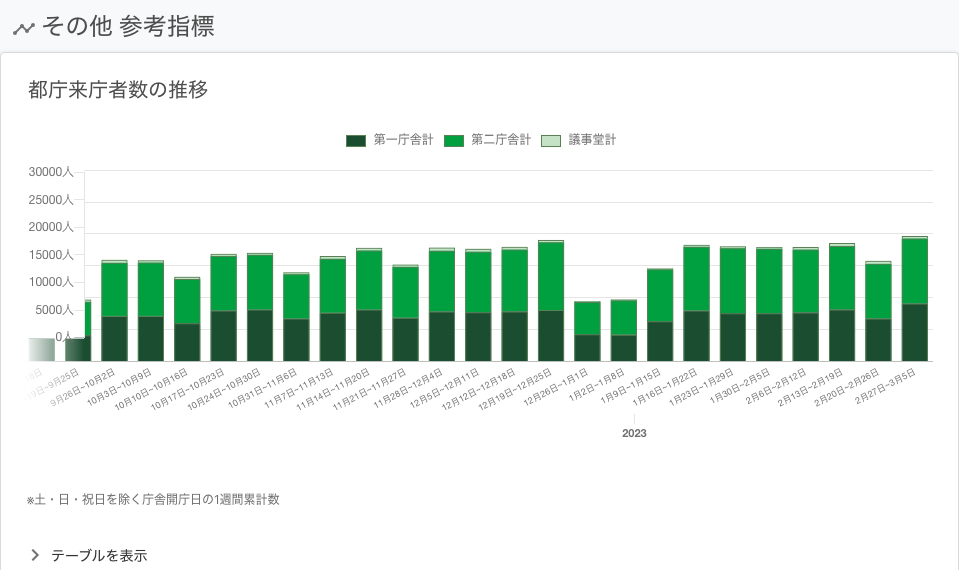 その他 参考指標
都庁来庁者数の推移
第一庁舎計 第二庁舎計 議事堂計
30000人
25000人
20000人
15000人
10000人
5000人
0人
9月26日~10月2日
10月3日~10月9日
10月10日~10月16日
10月17日~10月23日
10月24日~10月30日
10月31日~11月6日
11月7日~11月13日
11月14日~11月20日
11月21日~11月27日
11月28日~12月4日
12月5日~12月11日
12月12日~12月18日
12月19日~12月25日
12月26日~1月1日
1月2日~1月8日
1月9日~1月15日
1月16日~1月22日
1月23日~1月29日
1月30日~2月5日
2月6日~2月12日
2月13日~2月19日
2月20日~2月26日
2月27日~3月5日
2023
※土・日・祝日を除く庁舎開庁日の1週間累計数
テーブルを表示